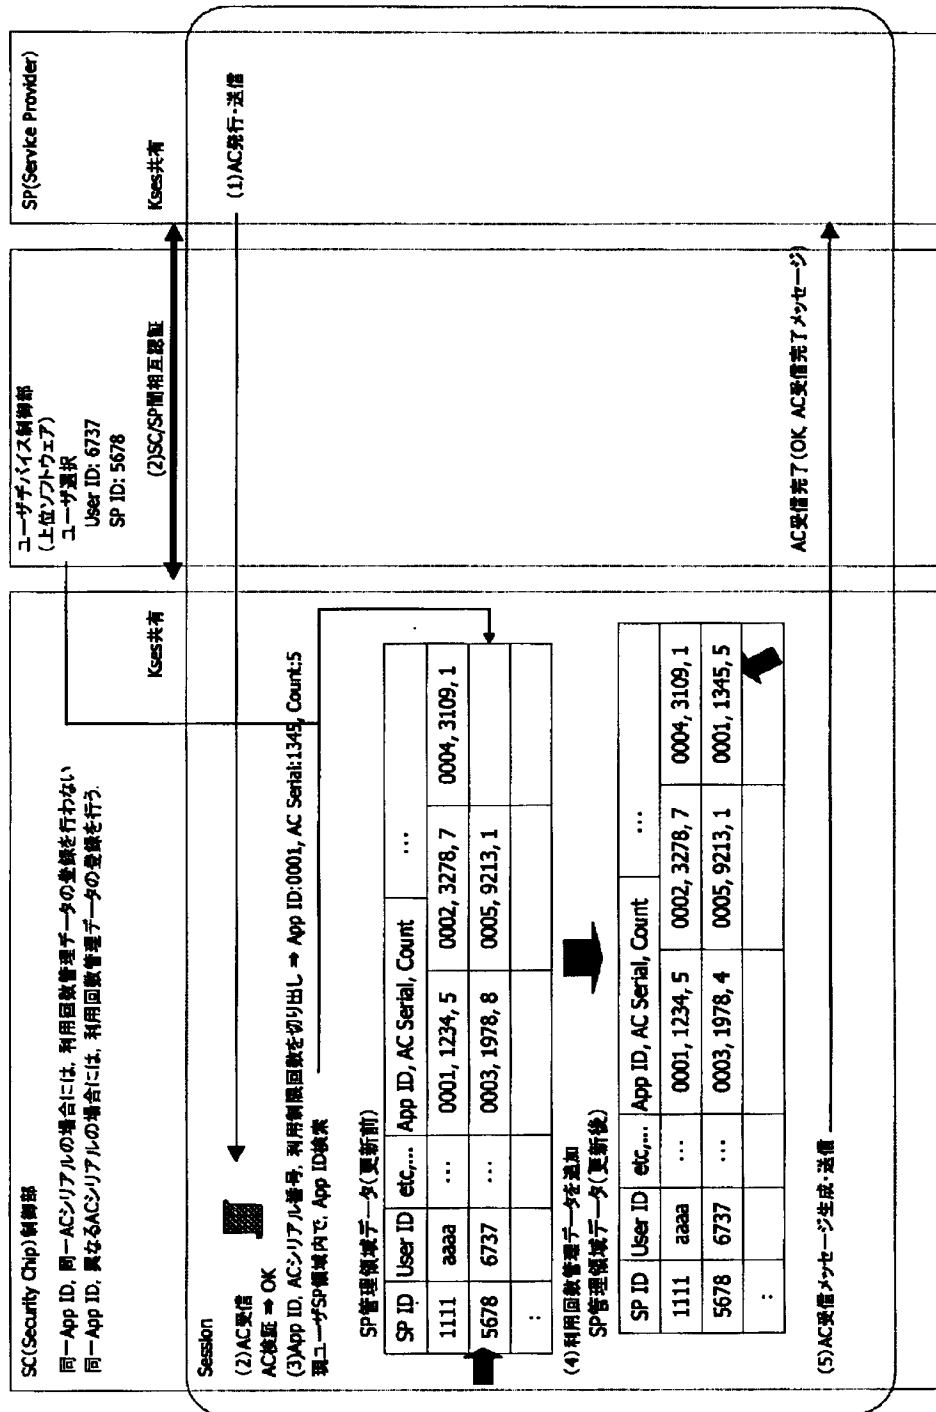 SC(Security Chip)制御部
同一App ID, 同一ACシリアルの場合には, 利用回数管理データの登録を行わない
同一App ID, 異なるACシリアルの場合には, 利用回数管理データの登録を行う.
Kses共有
ユーザデバイス制御部
(上位ソフトウェア)
ユーザ選択
User ID: 6737
SP ID: 5678
(2)SC/SP間相互認証
SP(Service Provider)
Kses共有
Session
(1)AC発行・送信
(2)AC受信
AC検証 ➡ OK
(3)App ID, ACシリアル番号, 利用制限回数を切り出し ➡ App ID:0001, AC Serial:1345, Count:5
現ユーザSP領域内で, App ID検索
SP管理領域データ(更新前)
SP ID User ID etc,... App ID, AC Serial, Count ...
1111 aaaa ... 0001, 1234, 5 0002, 3278, 7 0004, 3109, 1
5678 6737 ... 0003, 1978, 8 0005, 9213, 1
:
(4)利用回数管理データを追加
SP管理領域データ(更新後)
SP ID User ID etc,... App ID, AC Serial, Count ...
1111 aaaa ... 0001, 1234, 5 0002, 3278, 7 0004, 3109, 1
5678 6737 ... 0003, 1978, 4 0005, 9213, 1 0001, 1345, 5
:
(5)AC受信メッセージ生成・送信
AC受信完了(OK, AC受信完了メッセージ)